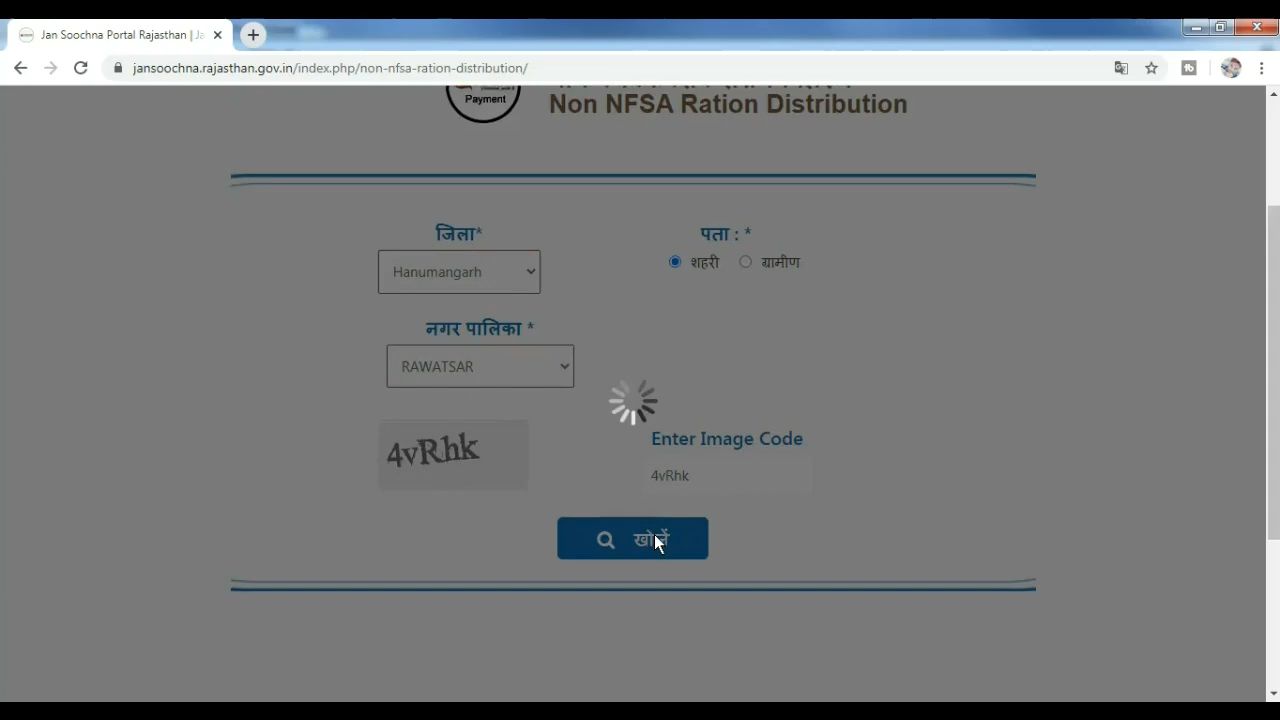 Jan Soochna Portal Rajasthan | Ja
jansoochna.rajasthan.gov.in/index.php/non-nfsa-ration-distribution/
Payment
Non NFSA Ration Distribution
जिला*
पता : *
Hanumangarh
शहरी
ग्रामीण
नगर पालिका *
RAWATSAR
4vRhk
Enter Image Code
4vRhk
खोजें